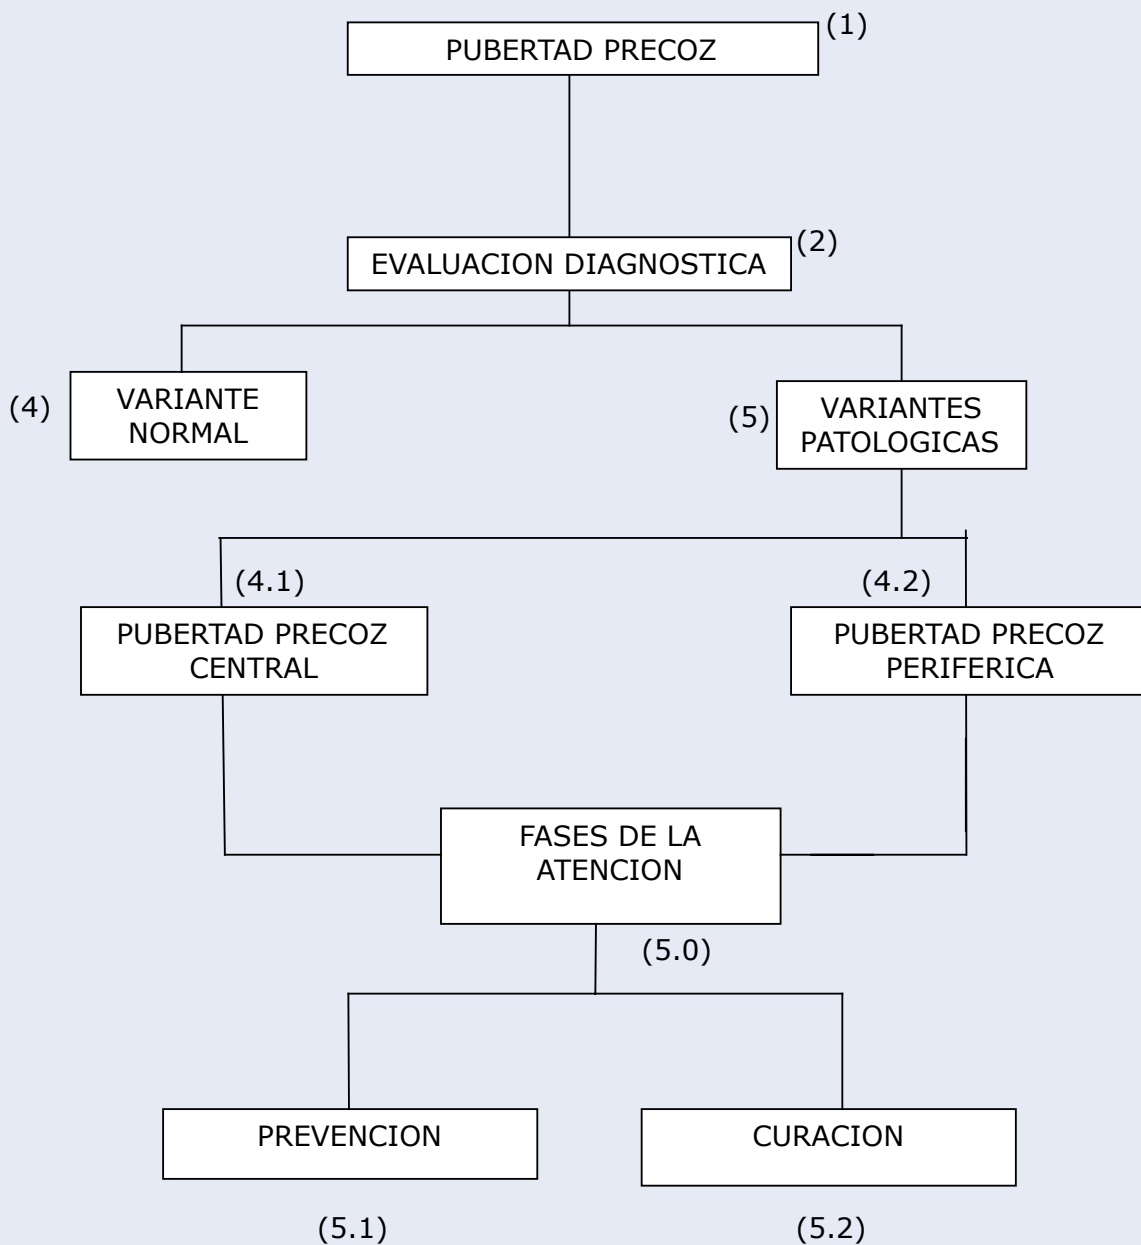 (1)
PUBERTAD PRECOZ
(2)
EVALUACION DIAGNOSTICA
(4)
VARIANTE
NORMAL
(5)
VARIANTES
PATOLOGICAS
(4.1)
PUBERTAD PRECOZ
CENTRAL
(4.2)
PUBERTAD PRECOZ
PERIFERICA
FASES DE LA
ATENCION
(5.0)
PREVENCION
CURACION
(5.1)
(5.2)